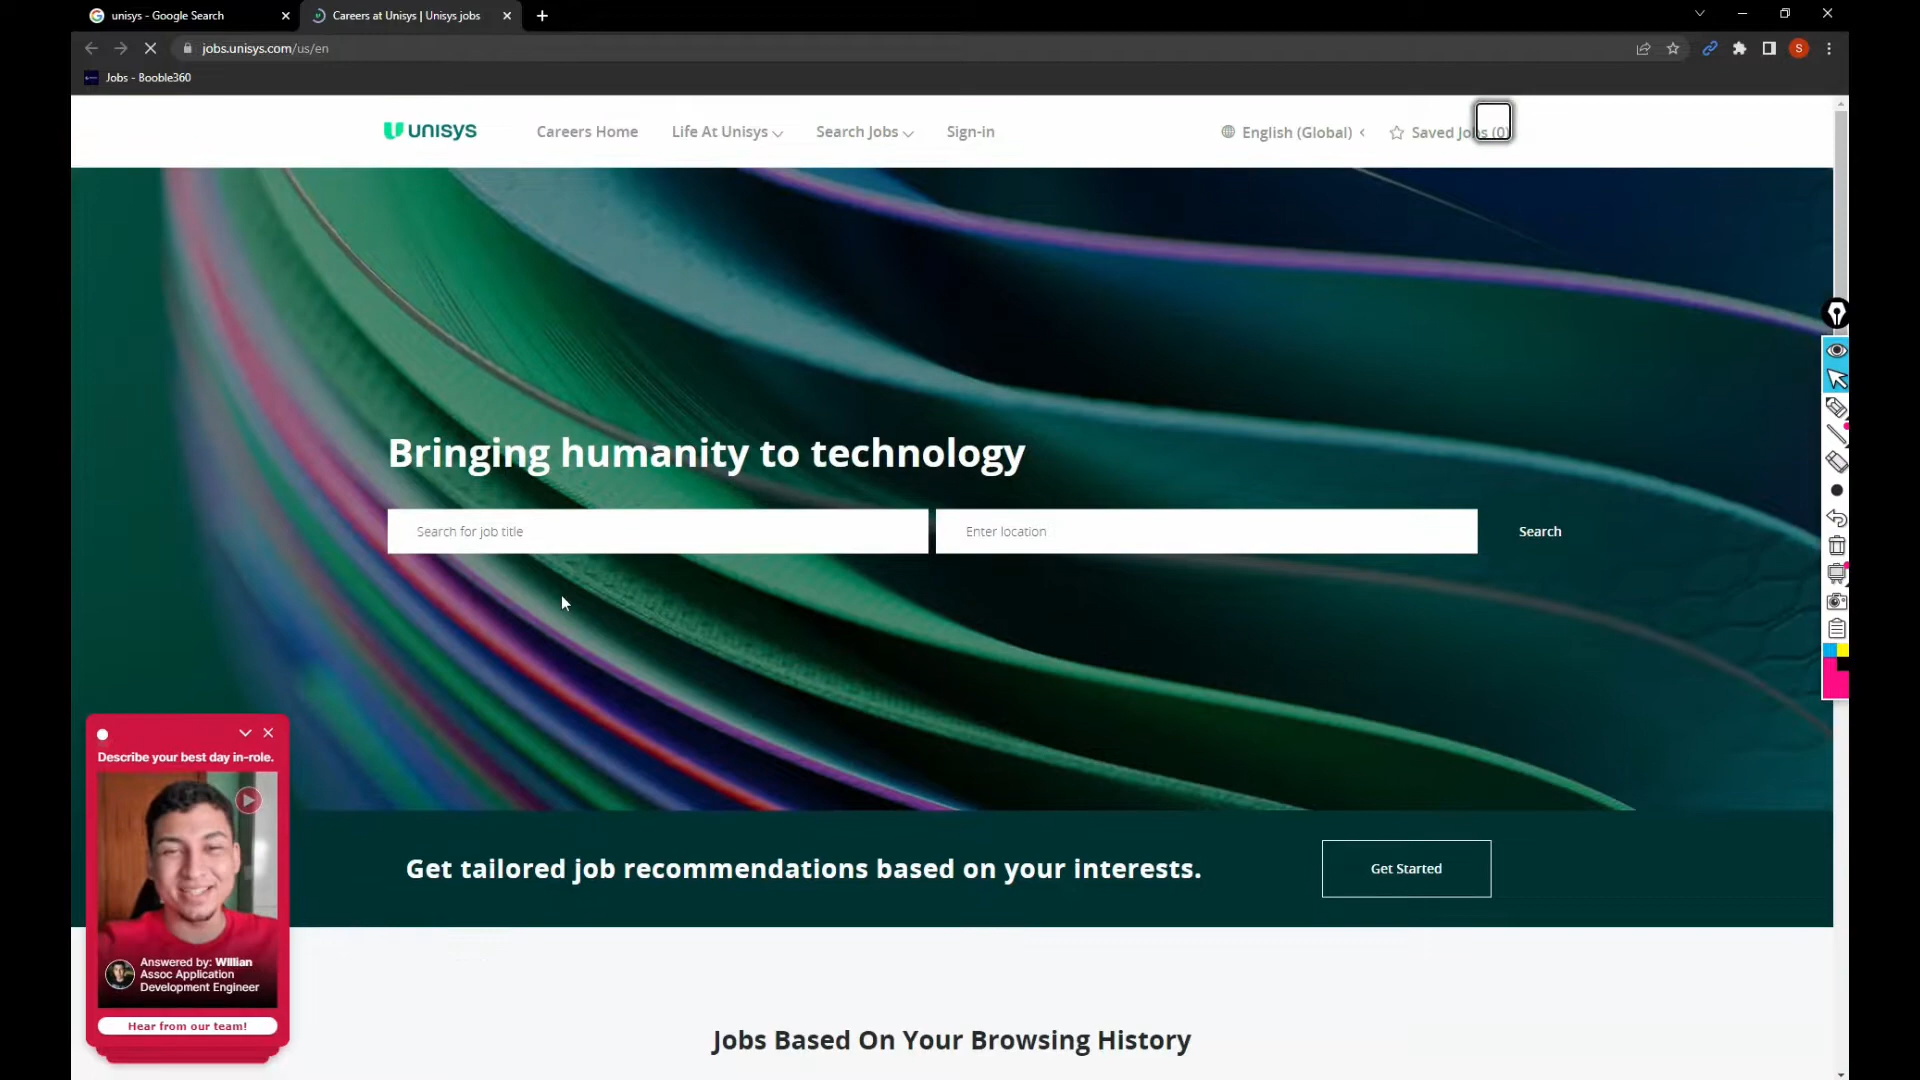 unisys - Google Search
Careers at Unisys | Unisys jobs
jobs.unisys.com/us/en
S
Jobs - Booble360
UNISYS
Careers Home
Life At Unisys
Search Jobs
Sign-in
English (Global)
Saved Jobs (0)
Bringing humanity to technology
Search for job title
Enter location
Search
Get tailored job recommendations based on your interests.
Get Started
Describe your best day in-role.
Answered by: Willian
Assoc Application
Development Engineer
Hear from our team!
Jobs Based On Your Browsing History